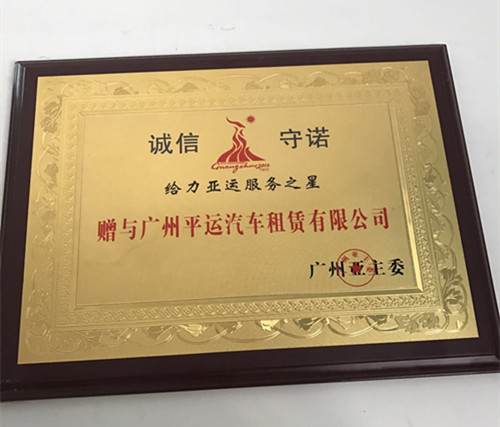 诚信 守诺
Guangzhou 2010
给力亚运服务之星
赠与广州平运汽车租赁有限公司
广州亚主委